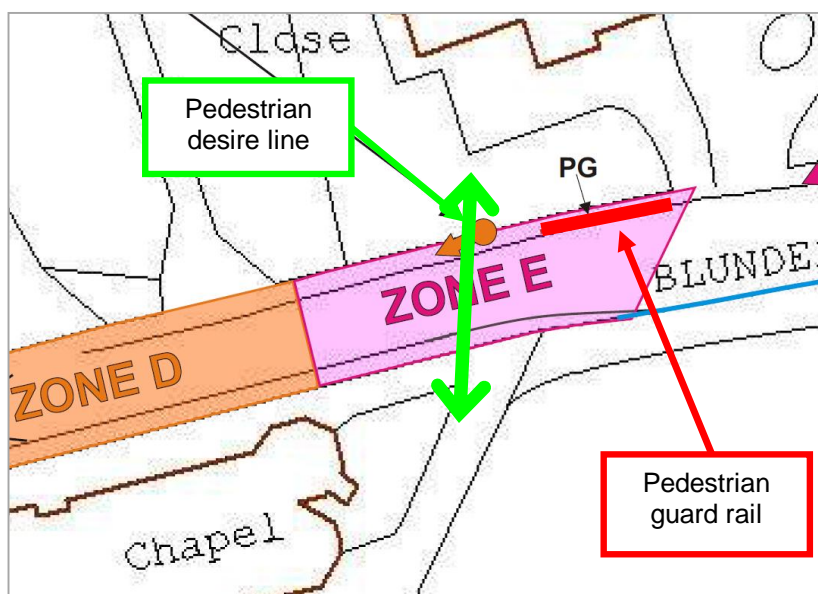 Close
Pedestrian
desire line
PG
ZONE E
BLUNDE
ZONE D
Pedestrian
guard rail
Chapel